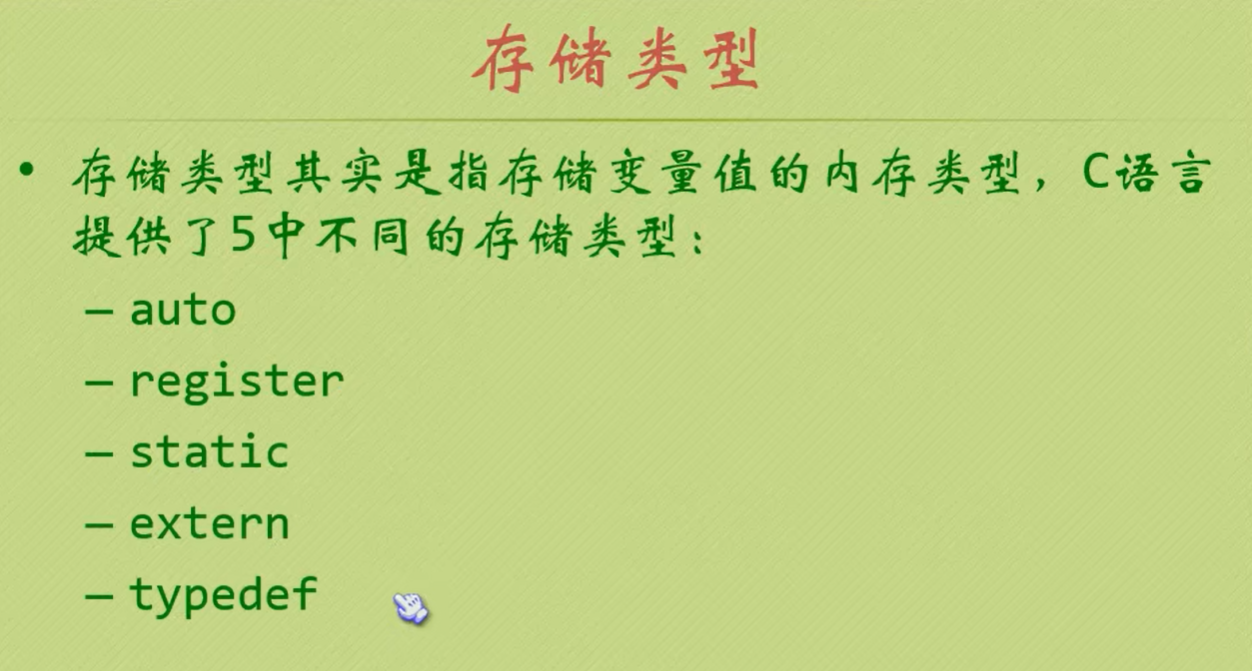 存储类型
• 存储类型其实是指存储变量值的内存类型，C语言
提供了5中不同的存储类型：
– auto
– register
– static
– extern
– typedef